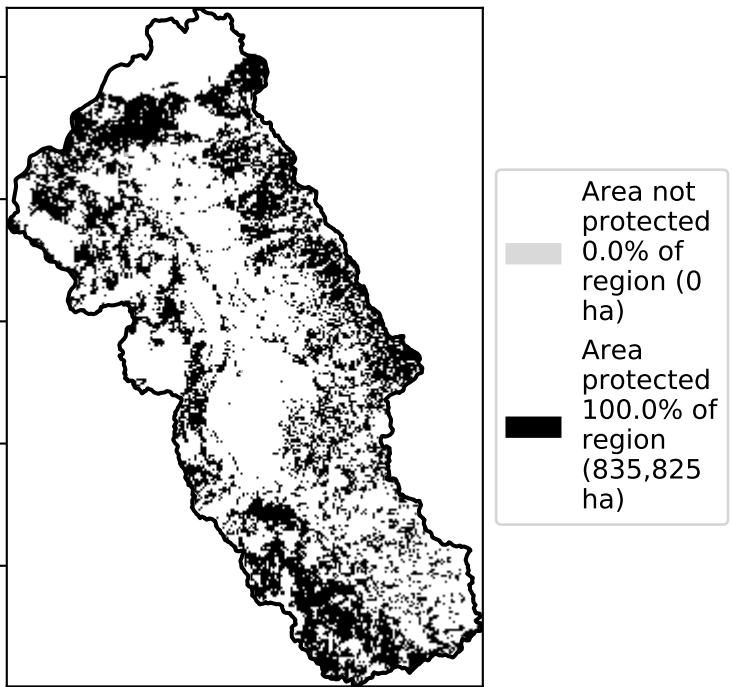 Area not
protected
0.0% of
region (0
ha)
Area
protected
100.0% of
region
(835,825
ha)